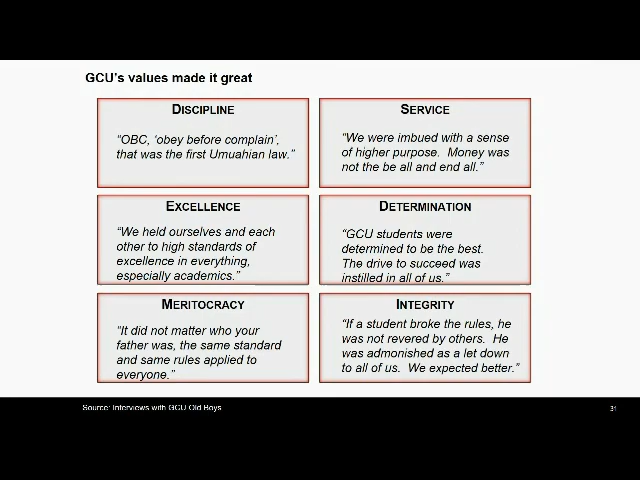 GCU's values made it great
DISCIPLINE
"OBC, 'obey before complain',
that was the first Umuahian law."
SERVICE
"We were imbued with a sense
of higher purpose. Money was
not the be all and end all."
EXCELLENCE
"We held ourselves and each
other to high standards of
excellence in everything,
especially academics."
DETERMINATION
"GCU students were
determined to be the best.
The drive to succeed was
instilled in all of us."
MERITOCRACY
"It did not matter who your
father was, the same standard
and same rules applied to
everyone."
INTEGRITY
"If a student broke the rules, he
was not revered by others. He
was admonished as a let down
to all of us. We expected better."
Source: Interviews with GCU Old Boys
31